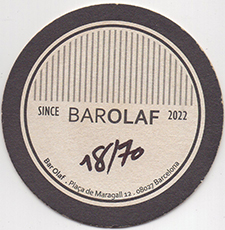 SINCE BAROLAF 2022
18/70
BarOlaf . Plaça de Maragall 12 . 08027 Barcelona